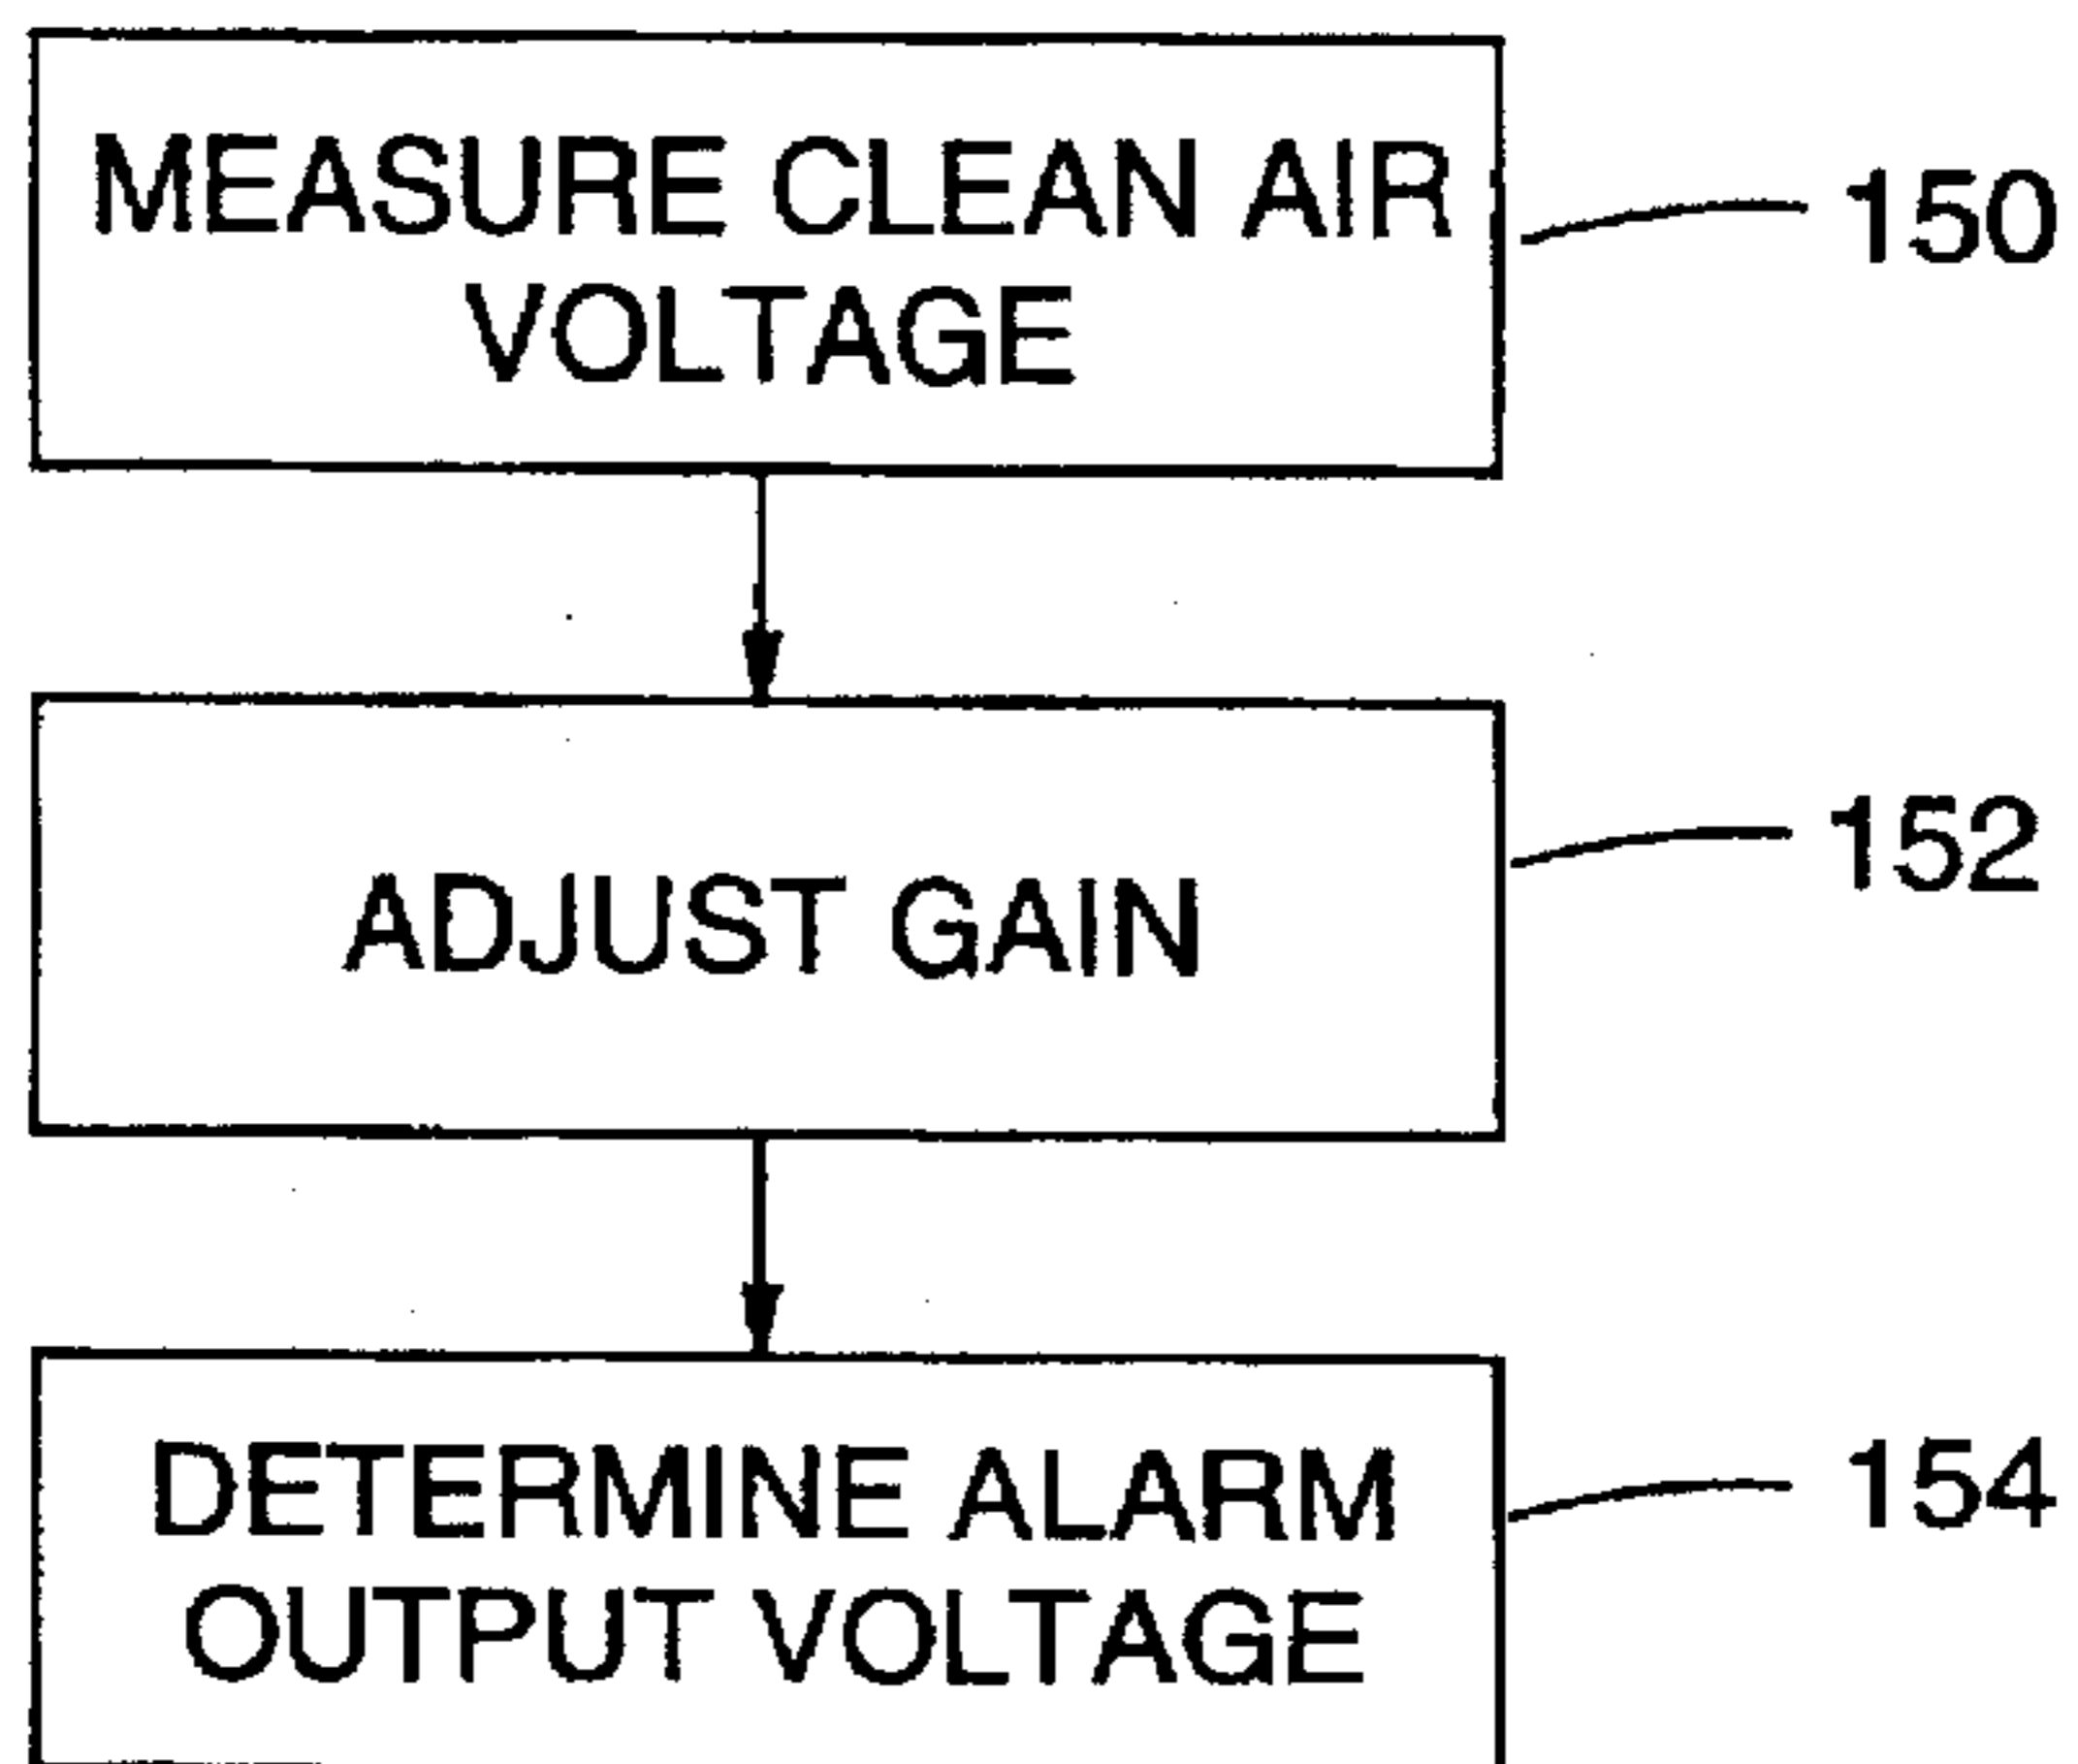 MEASURE CLEAN AIR
VOLTAGE
150
ADJUST GAIN
152
DETERMINE ALARM
OUTPUT VOLTAGE
154